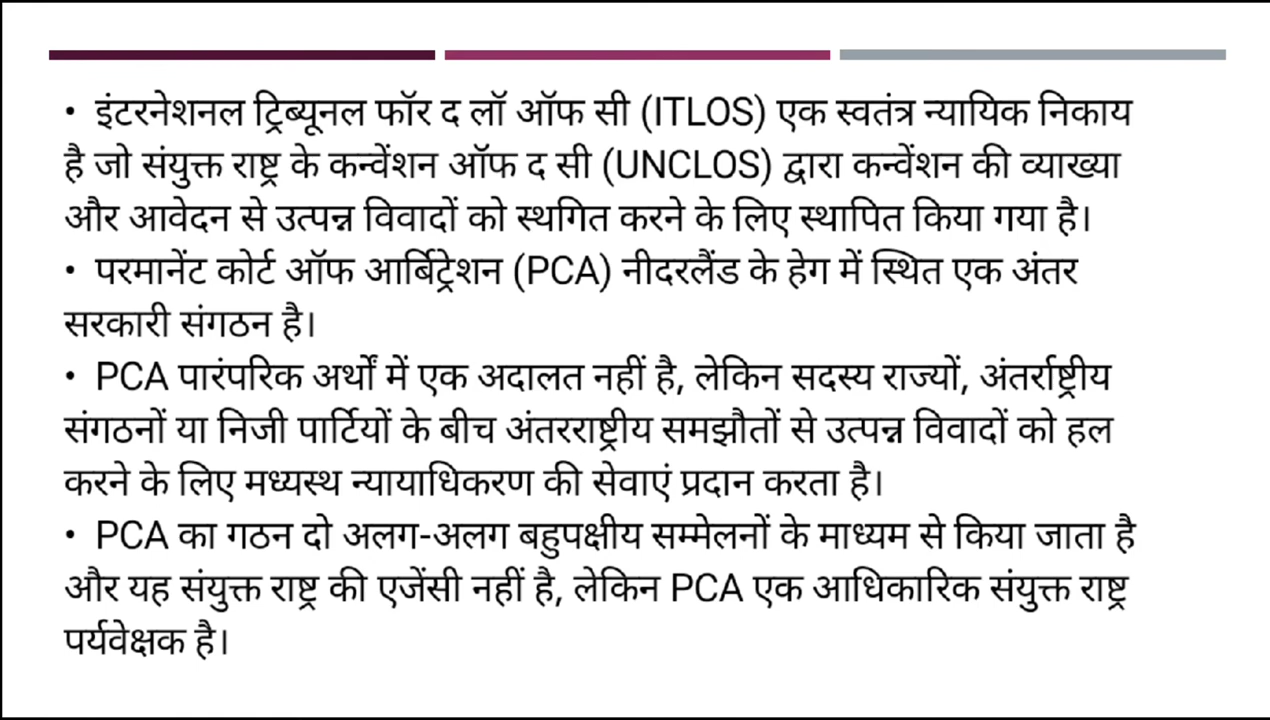 • इंटरनेशनल ट्रिब्यूनल फॉर द लॉ ऑफ सी (ITLOS) एक स्वतंत्र न्यायिक निकाय
है जो संयुक्त राष्ट्र के कन्वेंशन ऑफ द सी (UNCLOS) द्वारा कन्वेंशन की व्याख्या
और आवेदन से उत्पन्न विवादों को स्थगित करने के लिए स्थापित किया गया है।
• परमानेंट कोर्ट ऑफ आर्बिट्रेशन (PCA) नीदरलैंड के हेग में स्थित एक अंतर
सरकारी संगठन है।
• PCA पारंपरिक अर्थों में एक अदालत नहीं है, लेकिन सदस्य राज्यों, अंतर्राष्ट्रीय
संगठनों या निजी पार्टियों के बीच अंतरराष्ट्रीय समझौतों से उत्पन्न विवादों को हल
करने के लिए मध्यस्थ न्यायाधिकरण की सेवाएं प्रदान करता है।
• PCA का गठन दो अलग-अलग बहुपक्षीय सम्मेलनों के माध्यम से किया जाता है
और यह संयुक्त राष्ट्र की एजेंसी नहीं है, लेकिन PCA एक आधिकारिक संयुक्त राष्ट्र
पर्यवेक्षक है।